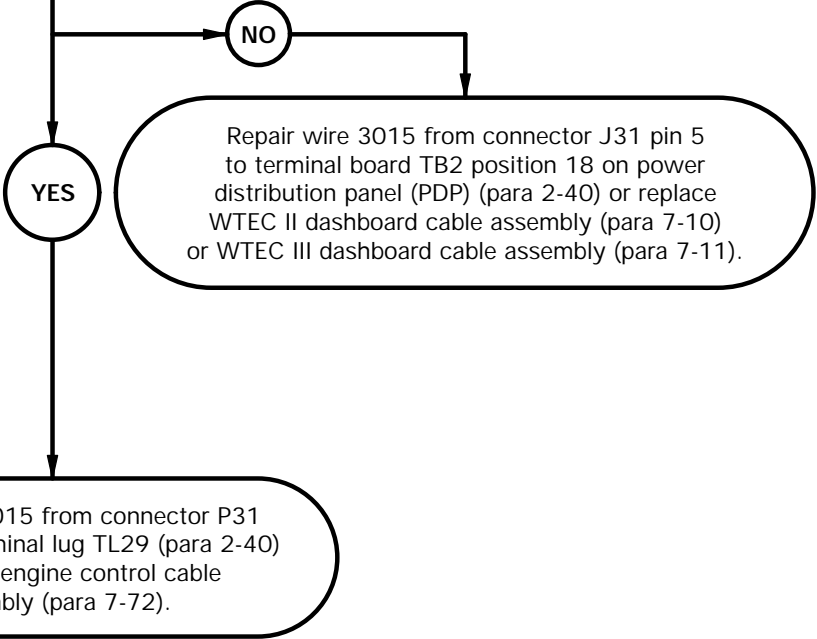 NO
YES
Repair wire 3015 from connector J31 pin 5
to terminal board TB2 position 18 on power
distribution panel (PDP) (para 2-40) or replace
WTEC II dashboard cable assembly (para 7-10)
or WTEC III dashboard cable assembly (para 7-11).
015 from connector P31
minal lug TL29 (para 2-40)
engine control cable
bly (para 7-72).